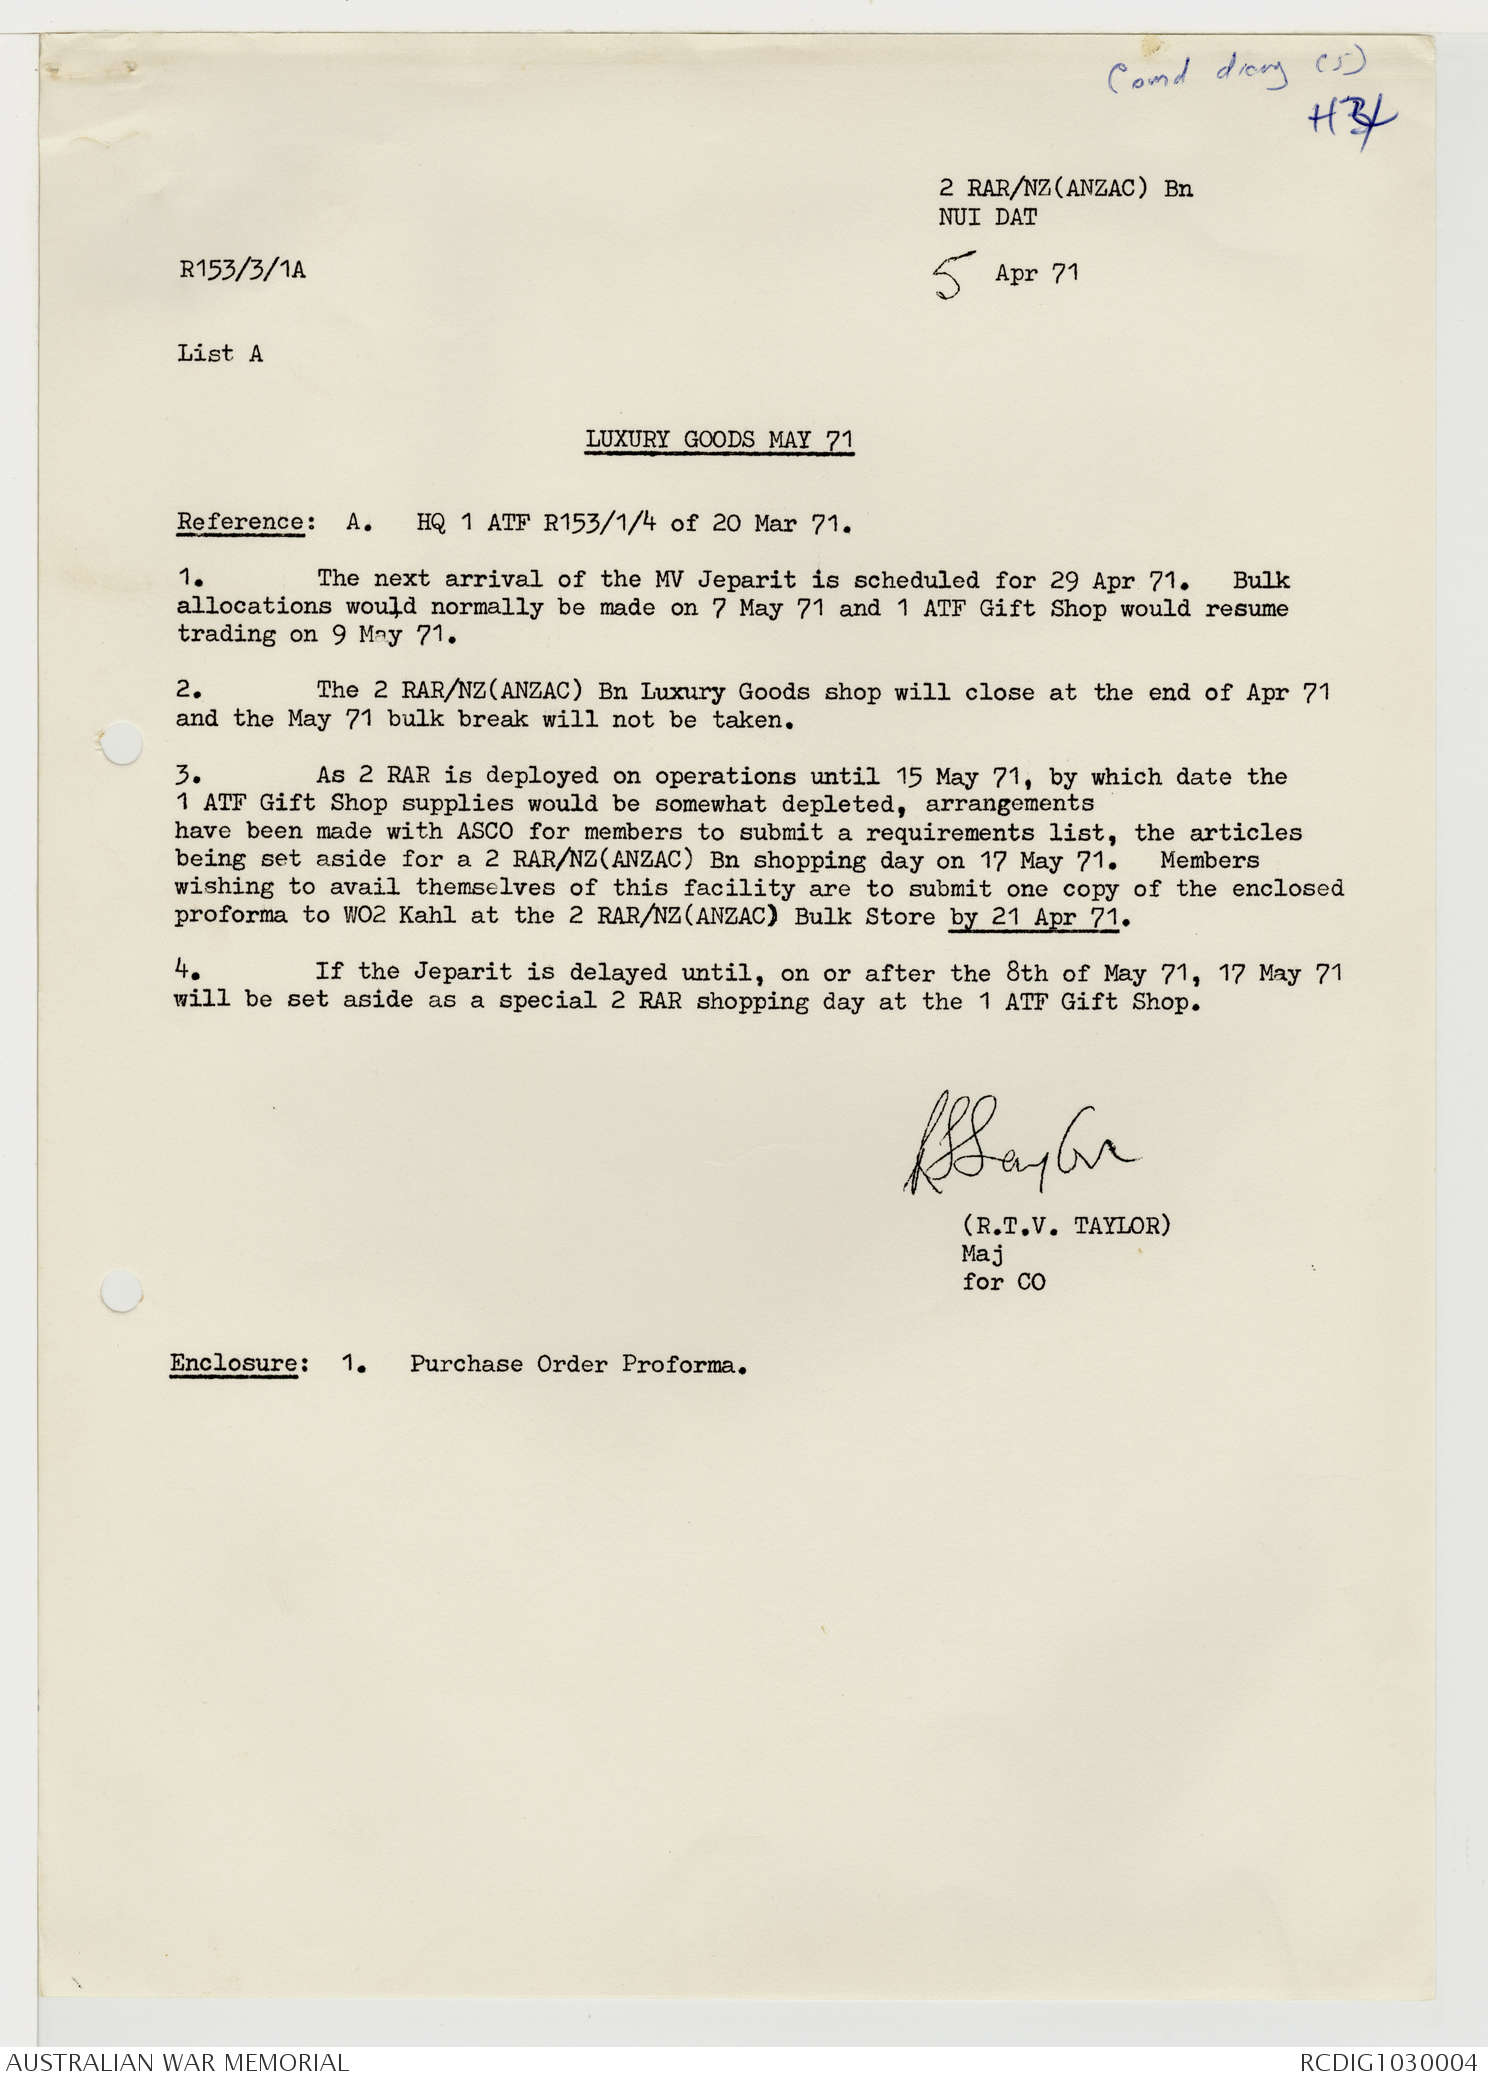 Comd diary (5)
2 RAR/NZ(ANZAC) Bn
NUI DAT
R153/3/1A
5 Apr 71
List A
LUXURY GOODS MAY 71
Reference: A. HQ 1 ATF R153/1/4 of 20 Mar 71.
1. The next arrival of the MV Jeparit is scheduled for 29 Apr 71. Bulk
allocations would normally be made on 7 May 71 and 1 ATF Gift Shop would resume
trading on 9 May 71.
2. The 2 RAR/NZ(ANZAC) Bn Luxury Goods shop will close at the end of Apr 71
and the May 71 bulk break will not be taken.
3. As 2 RAR is deployed on operations until 15 May 71, by which date the
1 ATF Gift Shop supplies would be somewhat depleted, arrangements
have been made with ASCO for members to submit a requirements list, the articles
being set aside for a 2 RAR/NZ(ANZAC) Bn shopping day on 17 May 71. Members
wishing to avail themselves of this facility are to submit one copy of the enclosed
proforma to WO2 Kahl at the 2 RAR/NZ(ANZAC) Bulk Store by 21 Apr 71.
4. If the Jeparit is delayed until, on or after the 8th of May 71, 17 May 71
will be set aside as a special 2 RAR shopping day at the 1 ATF Gift Shop.
(R.T.V. TAYLOR)
Maj
for CO
Enclosure: 1. Purchase Order Proforma.
AUSTRALIAN WAR MEMORIAL
RCDIG1030004